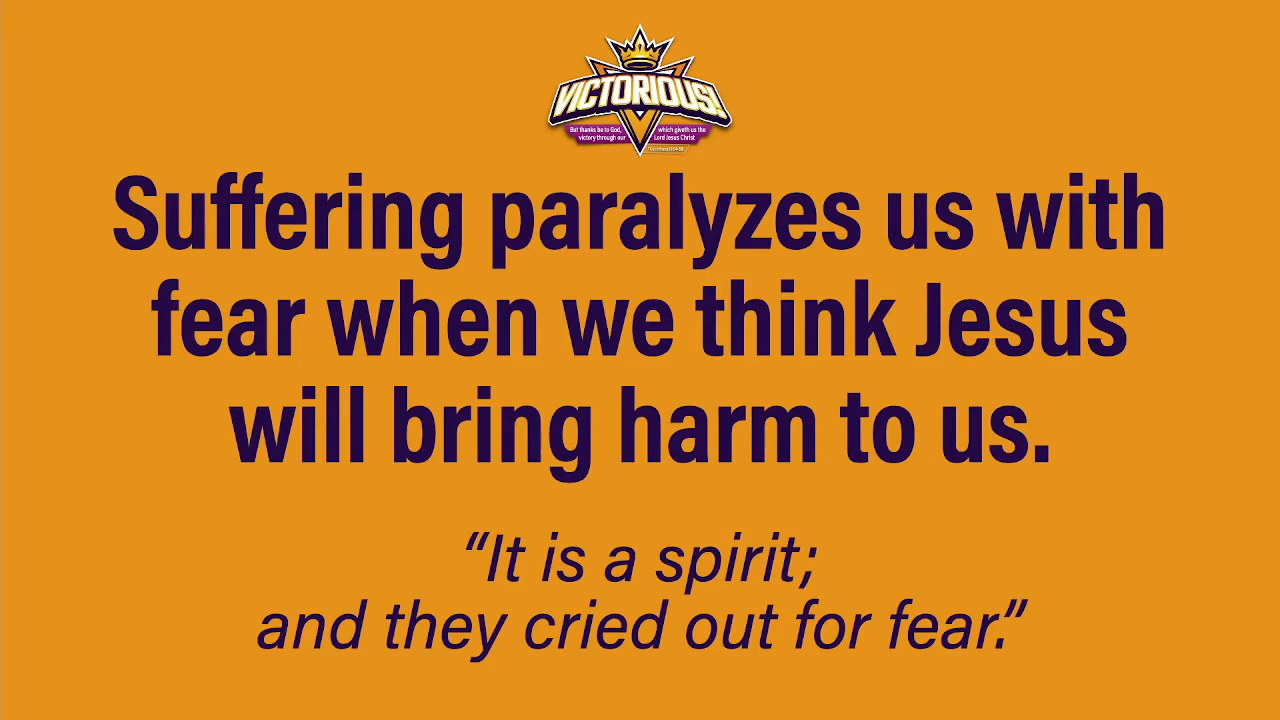 VICTORIOUS!
But thanks be to God, which giveth us the
victory through our Lord Jesus Christ
Suffering paralyzes us with
fear when we think Jesus
will bring harm to us.
“It is a spirit;
and they cried out for fear.”